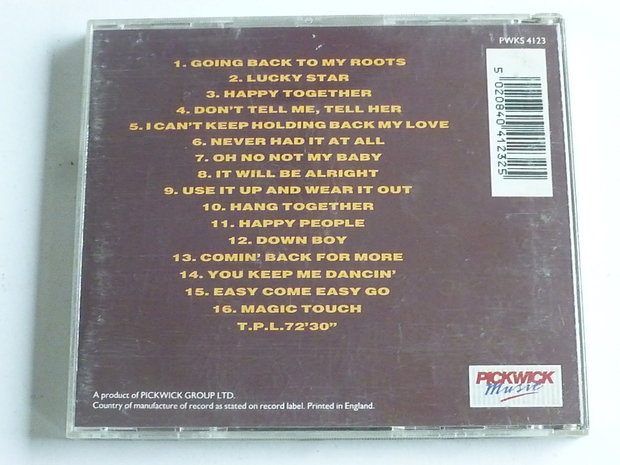 PWKS 4123
1. GOING BACK TO MY ROOTS
2. LUCKY STAR
3. HAPPY TOGETHER
4. DON'T TELL ME, TELL HER
5. I CAN'T KEEP HOLDING BACK MY LOVE
6. NEVER HAD IT AT ALL
7. OH NO NOT MY BABY
8. IT WILL BE ALRIGHT
9. USE IT UP AND WEAR IT OUT
10. HANG TOGETHER
11. HAPPY PEOPLE
12. DOWN BOY
13. COMIN' BACK FOR MORE
14. YOU KEEP ME DANCIN'
15. EASY COME EASY GO
16. MAGIC TOUCH
T.P.L.72'30"
5 020840 412325
PICKWICK
Music
A product of PICKWICK GROUP LTD.
Country of manufacture of record as stated on record label. Printed in England.